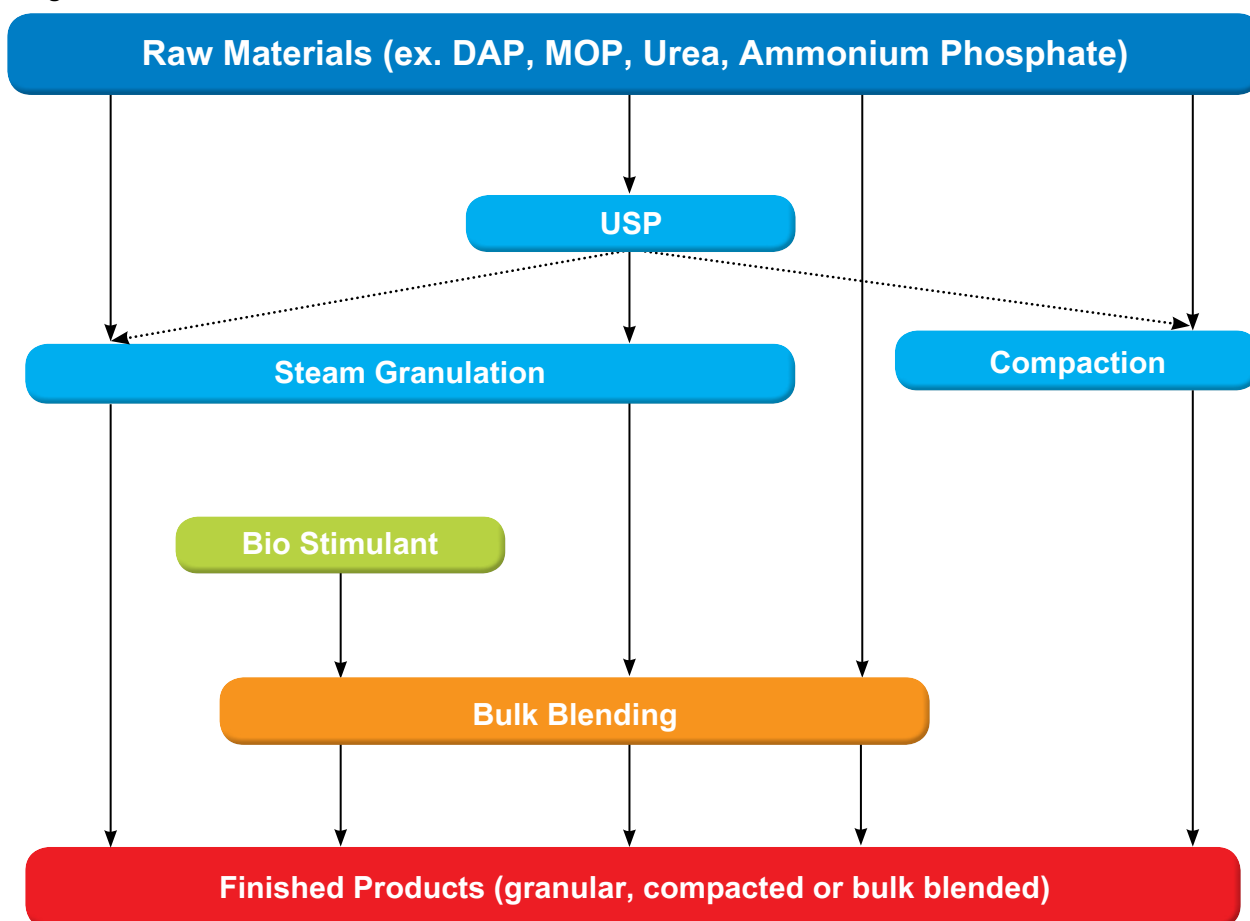 Raw Materials (ex. DAP, MOP, Urea, Ammonium Phosphate)
USP
Steam Granulation
Compaction
Bio Stimulant
Bulk Blending
Finished Products (granular, compacted or bulk blended)